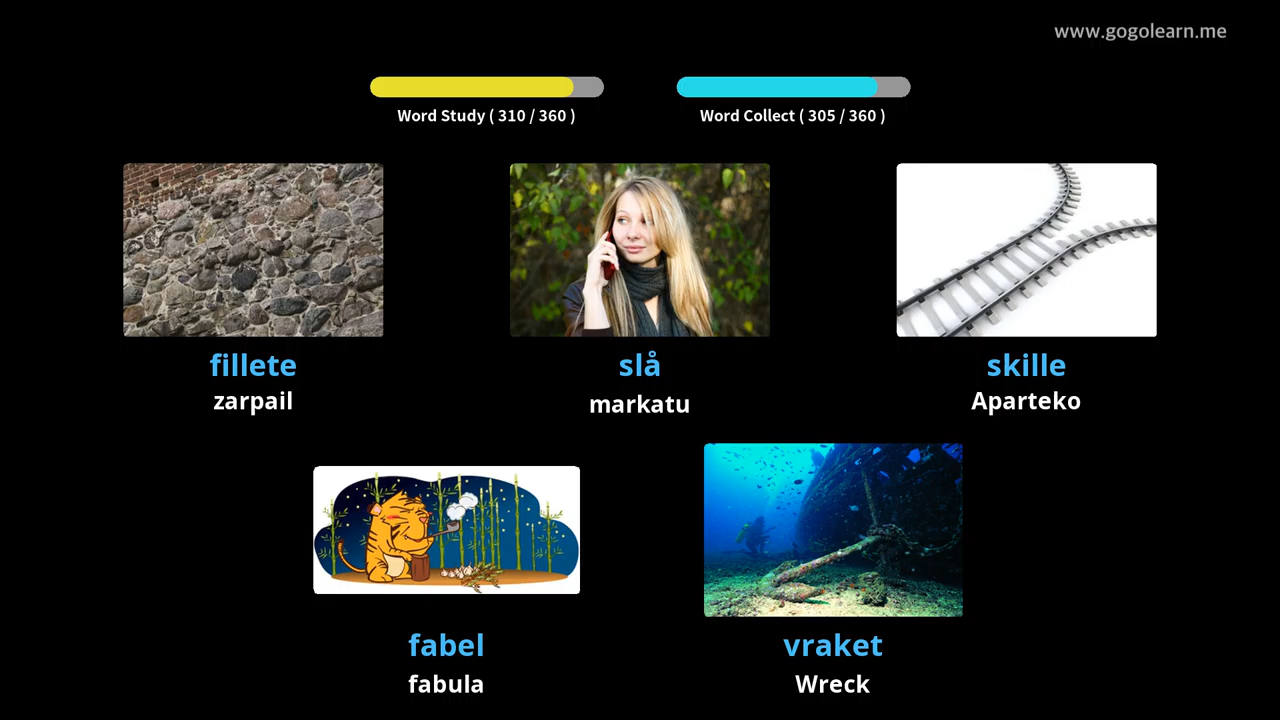 www.gogolearn.me
Word Study ( 310 / 360 )
Word Collect ( 305 / 360 )
fillete
zarpail
slå
markatu
skille
Aparteko
fabel
fabula
vraket
Wreck